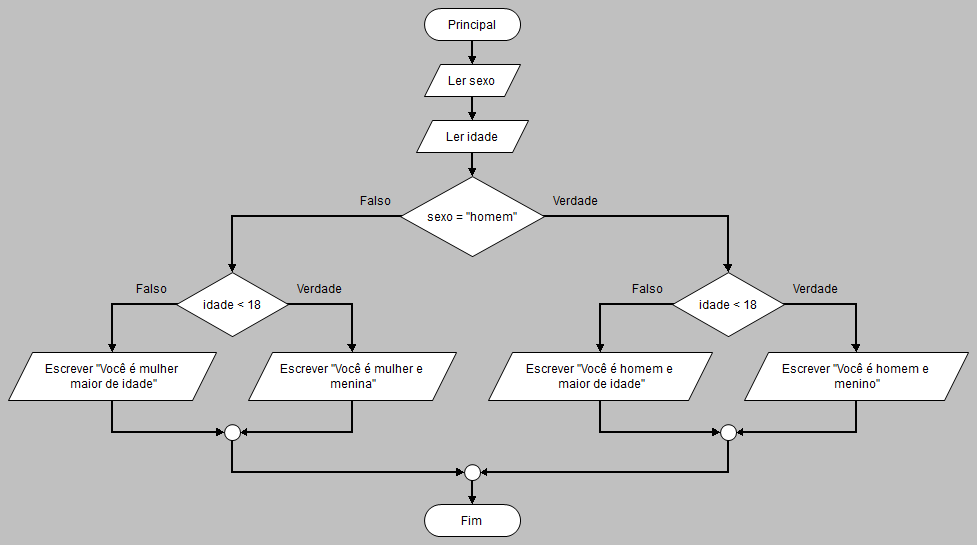 Principal
Ler sexo
Ler idade
Falso
Verdade
sexo = "homem"
Falso
Verdade
Falso
Verdade
idade < 18
idade < 18
Escrever "Você é mulher
maior de idade"
Escrever "Você é mulher e
menina"
Escrever "Você é homem e
maior de idade"
Escrever "Você é homem e
menino"
Fim